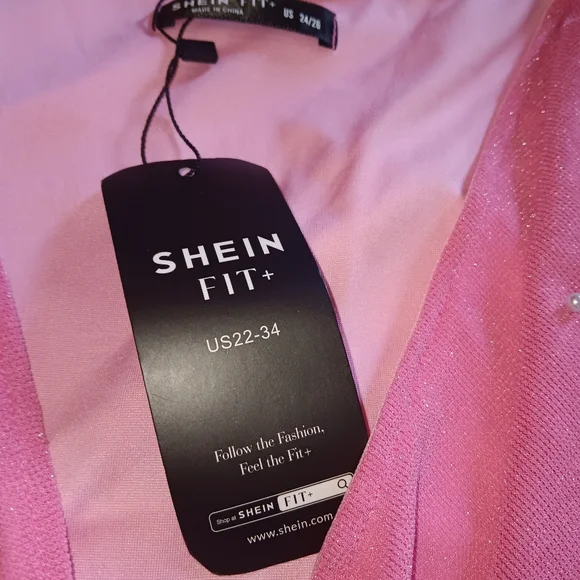 SHEIN FIT+ US 24/26
MADE IN CHINA
SHEIN
FIT+
US22-34
Follow the Fashion,
Feel the Fit+
Shop at SHEIN FIT+
www.shein.com